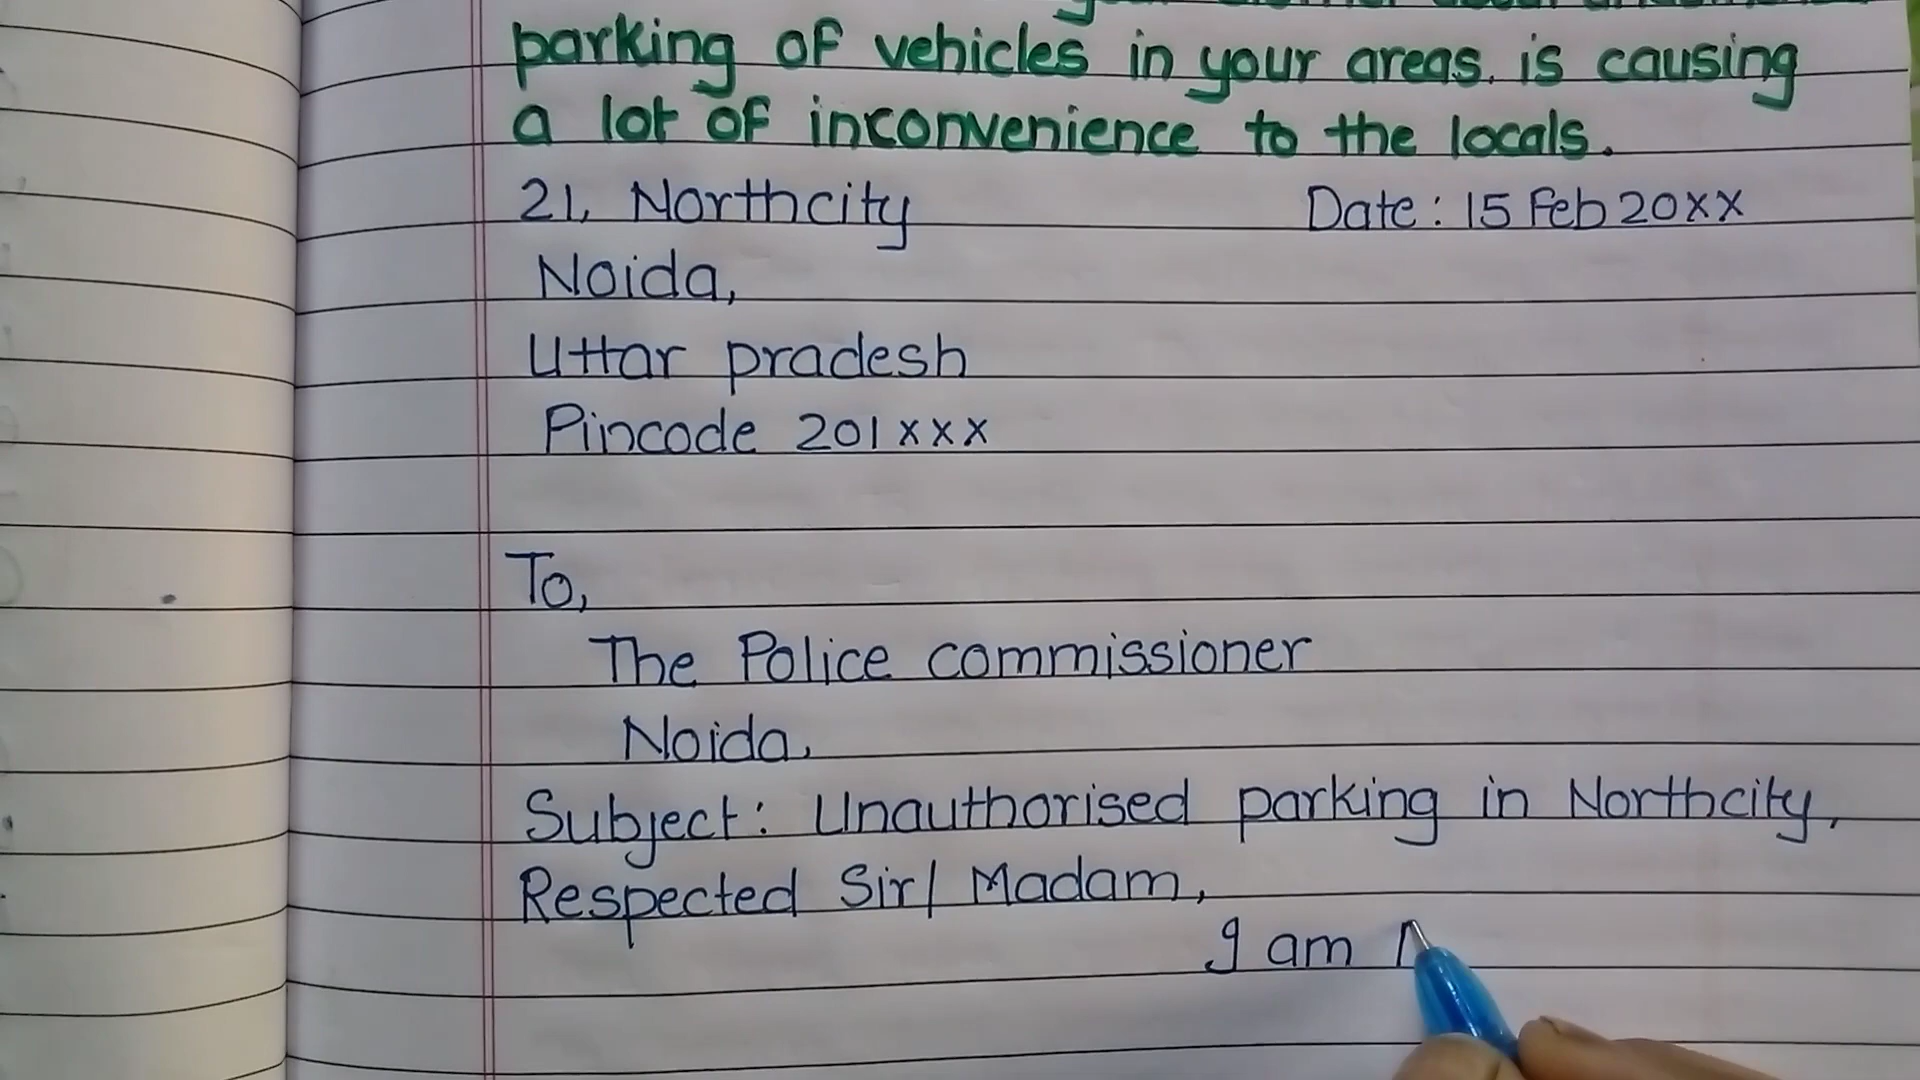 parking of vehicles in your areas. is causing
a lot of inconvenience to the locals.
21, Northcity Date: 15 Feb 20xx
Noida,
Uttar pradesh
Pincode 201xxx
To,
The Police commissioner
Noida,
Subject: Unauthorised parking in Northcity,
Respected Sir/ Madam,
I am